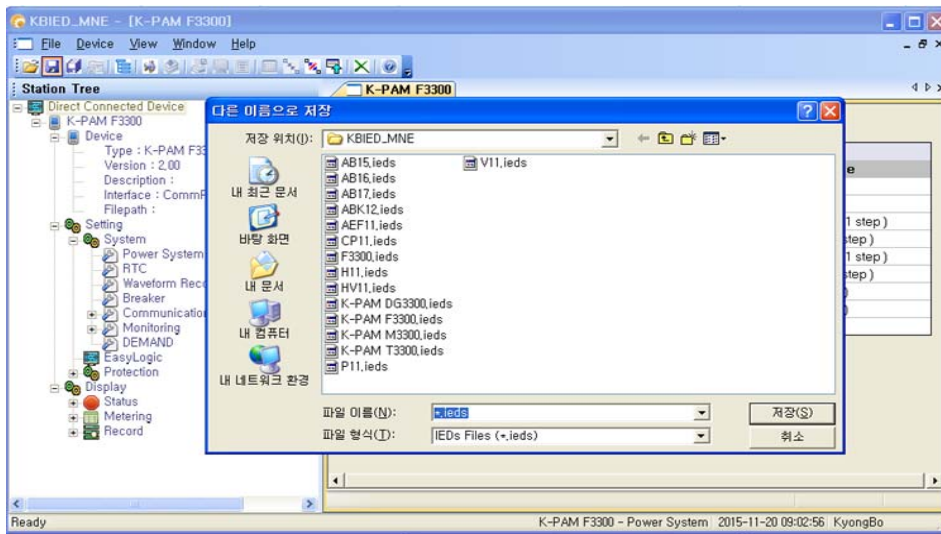 KBIED_MNE - [K-PAM F3300]
File Device View Window Help
Station Tree
K-PAM F3300
Direct Connected Device
K-PAM F3300
Device
Type : K-PAM F33
Version : 2,00
Description :
Interface : CommP
Filepath :
Setting
System
Power System
RTC
Waveform Reco
Breaker
Communication
Monitoring
DEMAND
EasyLogic
Protection
Display
Status
Metering
Record
다른 이름으로 저장
저장 위치(I):
KBIED_MNE
내 최근 문서
바탕 화면
내 문서
내 컴퓨터
내 네트워크 환경
AB15,ieds
AB16,ieds
AB17,ieds
ABK12,ieds
AEF11,ieds
CP11,ieds
F3300,ieds
H11,ieds
HV11,ieds
K-PAM DG3300,ieds
K-PAM F3300,ieds
K-PAM M3300,ieds
K-PAM T3300,ieds
P11,ieds
V11,ieds
파일 이름(N):
*,ieds
저장(S)
파일 형식(T):
IEDs Files (*,ieds)
취소
e
1 step )
step )
1 step )
step )
Ready
K-PAM F3300 - Power System
2015-11-20 09:02:56
KyongBo